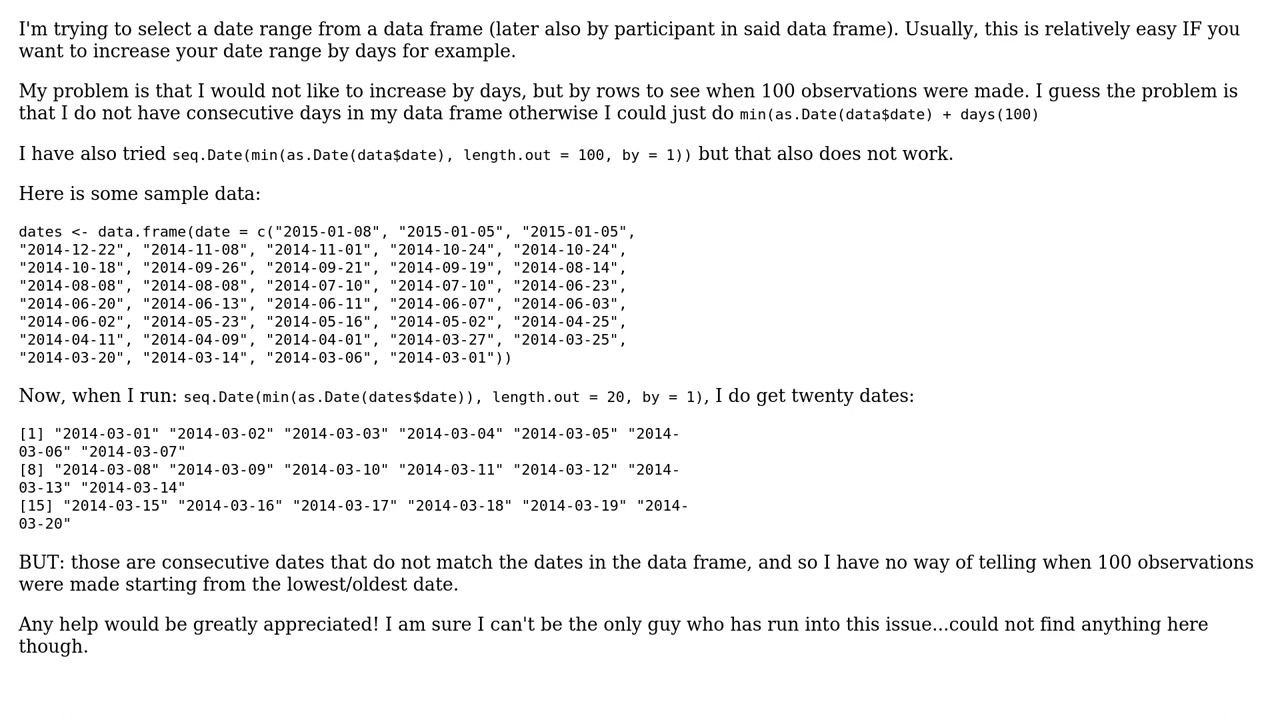 I'm trying to select a date range from a data frame (later also by participant in said data frame). Usually, this is relatively easy IF you
want to increase your date range by days for example.
My problem is that I would not like to increase by days, but by rows to see when 100 observations were made. I guess the problem is
that I do not have consecutive days in my data frame otherwise I could just do min(as.Date(data$date) + days(100)
I have also tried seq.Date(min(as.Date(data$date), length.out = 100, by = 1)) but that also does not work.
Here is some sample data:
dates <- data.frame(date = c("2015-01-08", "2015-01-05", "2015-01-05",
"2014-12-22", "2014-11-08", "2014-11-01", "2014-10-24", "2014-10-24",
"2014-10-18", "2014-09-26", "2014-09-21", "2014-09-19", "2014-08-14",
"2014-08-08", "2014-08-08", "2014-07-10", "2014-07-10", "2014-06-23",
"2014-06-20", "2014-06-13", "2014-06-11", "2014-06-07", "2014-06-03",
"2014-06-02", "2014-05-23", "2014-05-16", "2014-05-02", "2014-04-25",
"2014-04-11", "2014-04-09", "2014-04-01", "2014-03-27", "2014-03-25",
"2014-03-20", "2014-03-14", "2014-03-06", "2014-03-01"))
Now, when I run: seq.Date(min(as.Date(dates$date)), length.out = 20, by = 1), I do get twenty dates:
[1] "2014-03-01" "2014-03-02" "2014-03-03" "2014-03-04" "2014-03-05" "2014-
03-06" "2014-03-07"
[8] "2014-03-08" "2014-03-09" "2014-03-10" "2014-03-11" "2014-03-12" "2014-
03-13" "2014-03-14"
[15] "2014-03-15" "2014-03-16" "2014-03-17" "2014-03-18" "2014-03-19" "2014-
03-20"
BUT: those are consecutive dates that do not match the dates in the data frame, and so I have no way of telling when 100 observations
were made starting from the lowest/oldest date.
Any help would be greatly appreciated! I am sure I can't be the only guy who has run into this issue...could not find anything here
though.